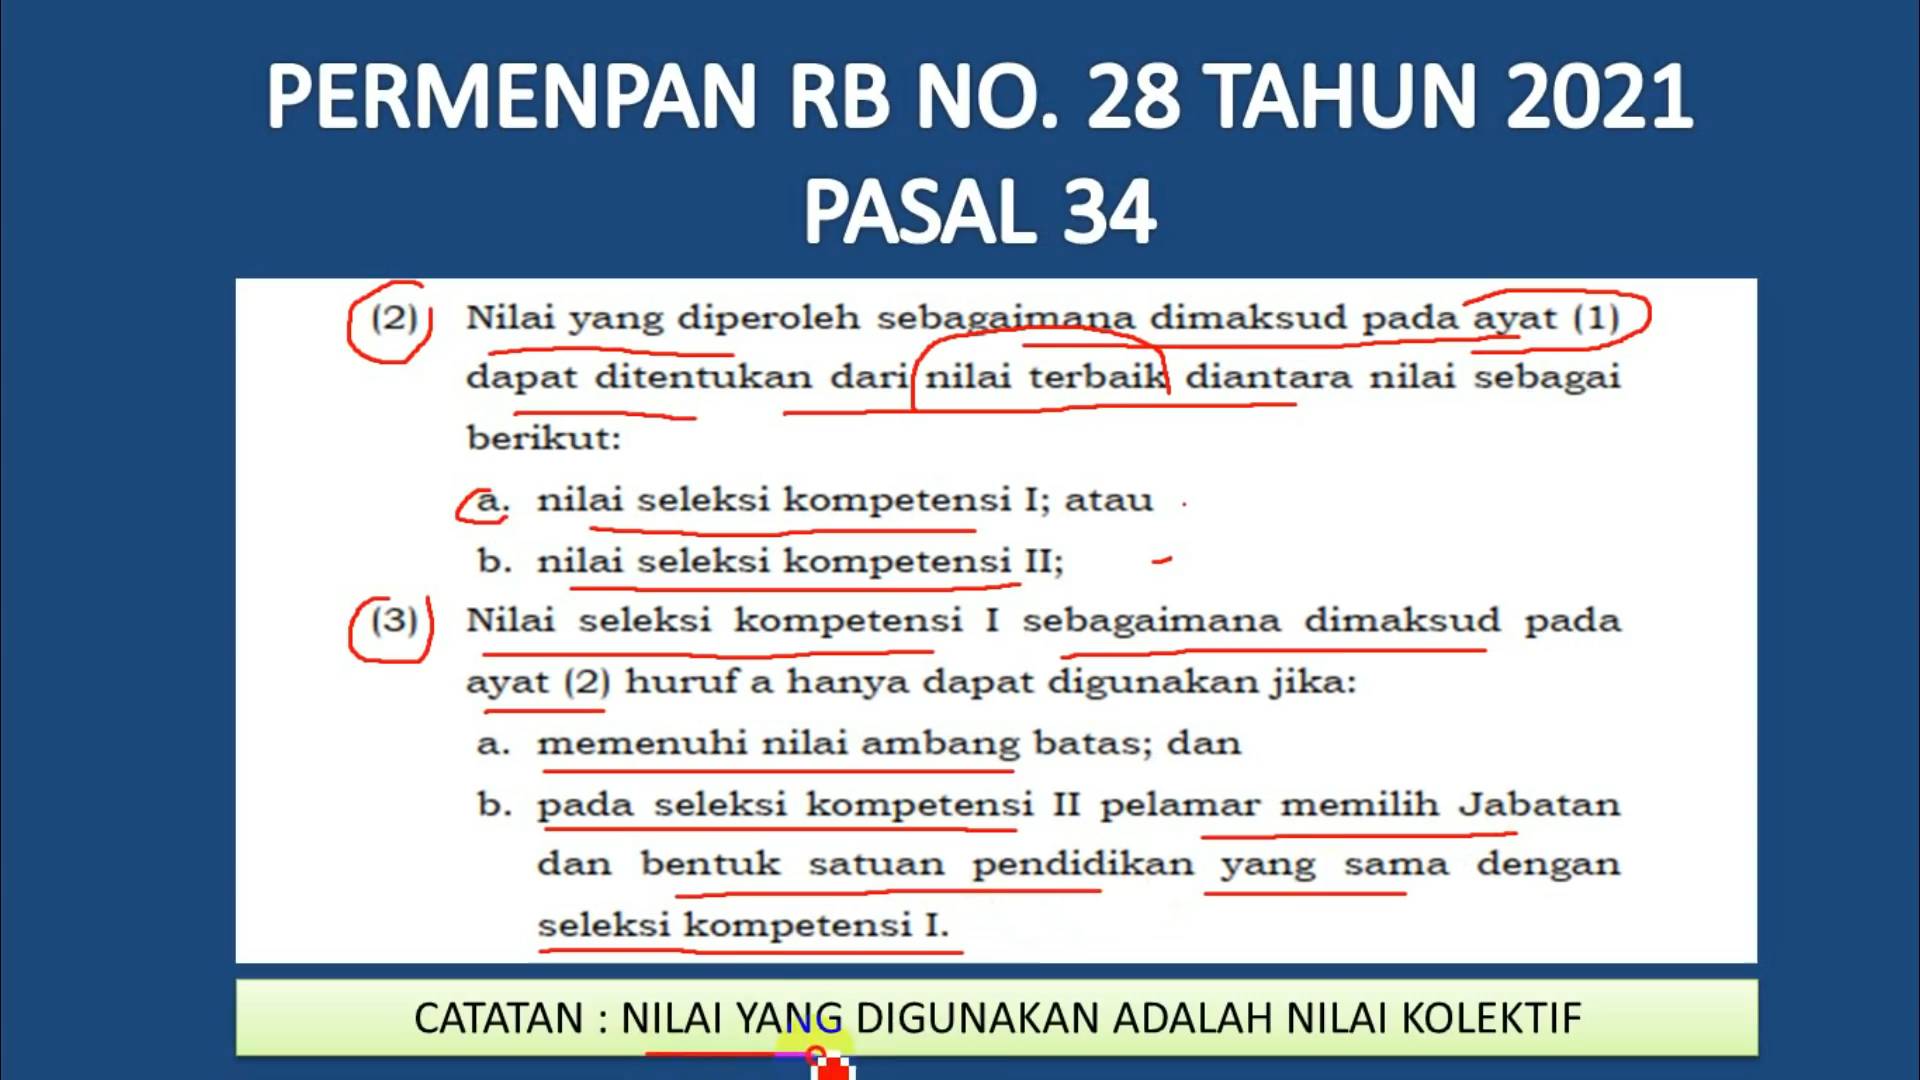 PERMENPAN RB NO. 28 TAHUN 2021
PASAL 34
(2) Nilai yang diperoleh sebagaimana dimaksud pada ayat (1)
dapat ditentukan dari nilai terbaik diantara nilai sebagai
berikut:
a. nilai seleksi kompetensi I; atau
b. nilai seleksi kompetensi II;
(3) Nilai seleksi kompetensi I sebagaimana dimaksud pada
ayat (2) huruf a hanya dapat digunakan jika:
a. memenuhi nilai ambang batas; dan
b. pada seleksi kompetensi II pelamar memilih Jabatan
dan bentuk satuan pendidikan yang sama dengan
seleksi kompetensi I.
CATATAN : NILAI YANG DIGUNAKAN ADALAH NILAI KOLEKTIF